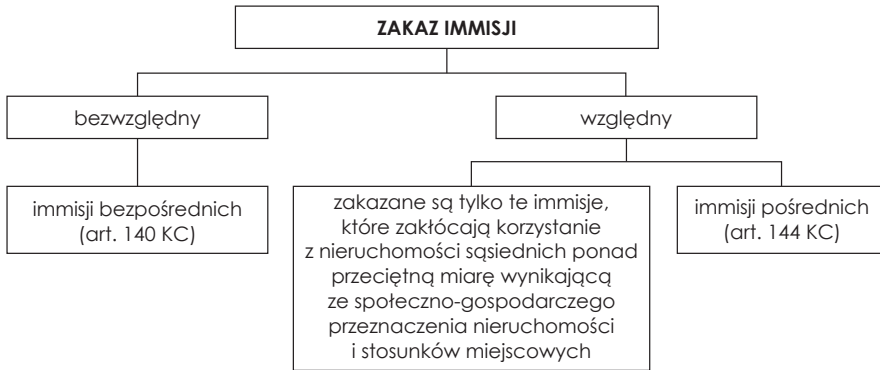 ZAKAZ IMMISJI
bezwzględny
względny
immisji bezpośrednich
(art. 140 KC)
zakazane są tylko te immisje,
które zakłócają korzystanie
z nieruchomości sąsiednich ponad
przeciętną miarę wynikającą
ze społeczno-gospodarczego
przeznaczenia nieruchomości
i stosunków miejscowych
immisji pośrednich
(art. 144 KC)